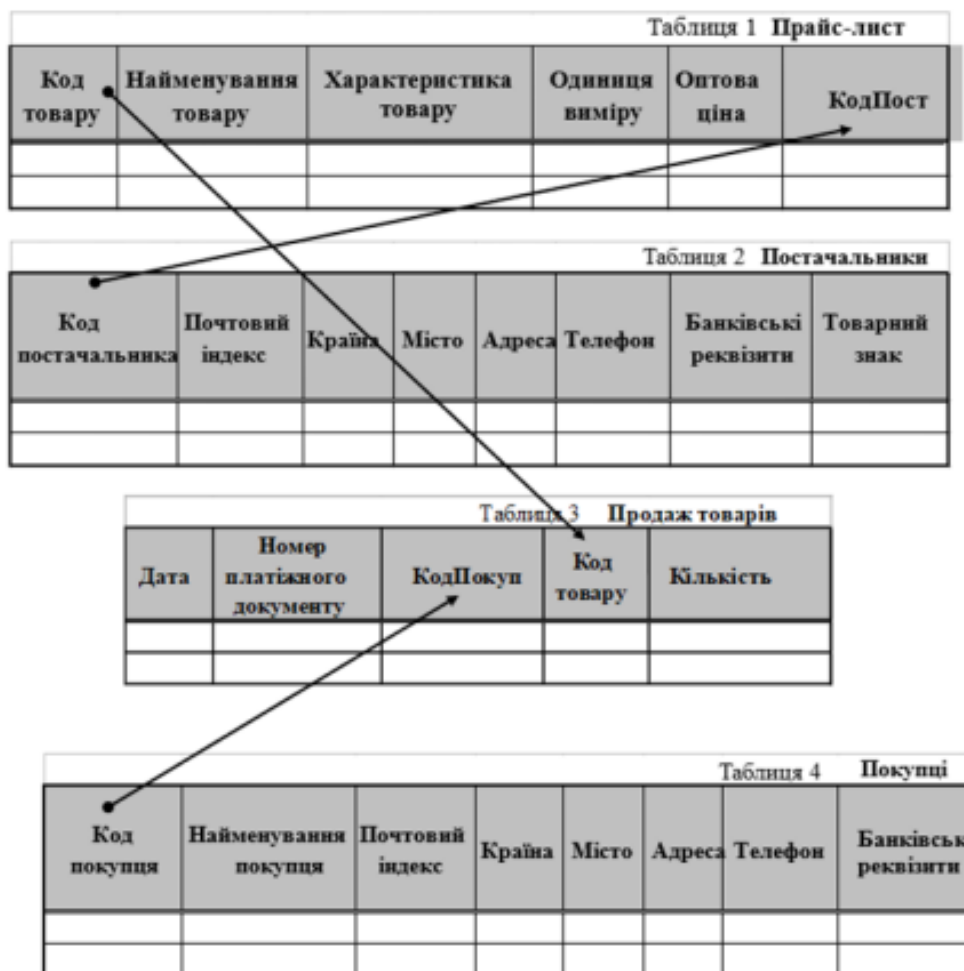 Таблиця 1 Прайс-лист
Код товару
Найменування товару
Характеристика товару
Одиниця виміру
Оптова ціна
КодПост
Таблиця 2 Постачальники
Код постачальника
Почтовий індекс
Країна
Місто
Адреса
Телефон
Банківські реквізити
Товарний знак
Таблиця 3 Продаж товарів
Дата
Номер платіжного документу
КодПокуп
Код товару
Кількість
Таблиця 4 Покупці
Код покупця
Найменування покупця
Почтовий індекс
Країна
Місто
Адреса
Телефон
Банківськ реквізити